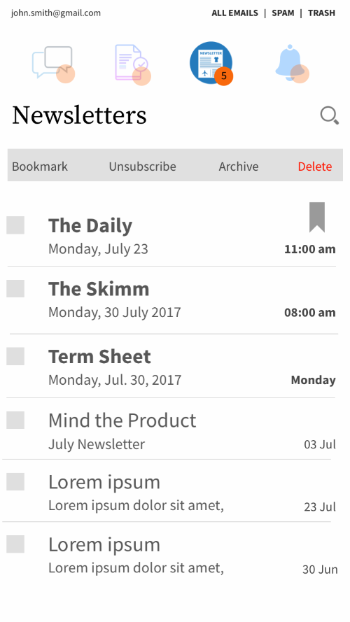 john.smith@gmail.com ALL EMAILS | SPAM | TRASH
NEWSLETTER
5
Newsletters
Bookmark Unsubscribe Archive Delete
The Daily
Monday, July 23 11:00 am
The Skimm
Monday, 30 July 2017 08:00 am
Term Sheet
Monday, Jul. 30, 2017 Monday
Mind the Product
July Newsletter 03 Jul
Lorem ipsum
Lorem ipsum dolor sit amet, 23 Jul
Lorem ipsum
Lorem ipsum dolor sit amet, 30 Jun